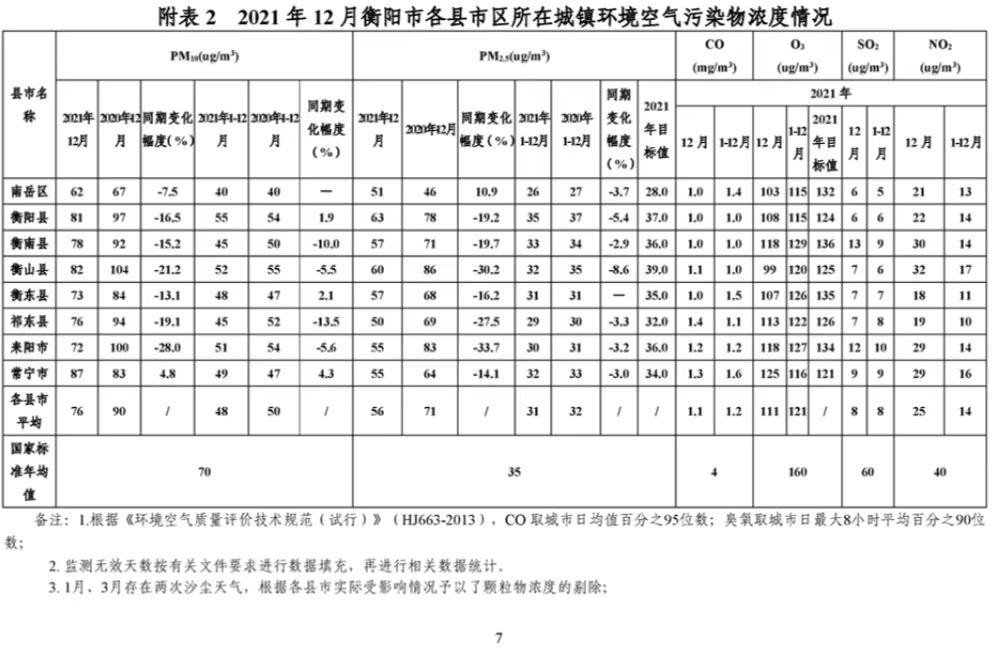 附表 2 2021 年 12 月衡阳市各县市区所在城镇环境空气污染物浓度情况
县市名称 PM₁₀(ug/m³) PM₂.₅(ug/m³) CO (mg/m³) O₃ (ug/m³) SO₂ (ug/m³) NO₂ (ug/m³)
2021年12月 2020年12月 同期变化幅度(%) 2021年1-12月 2020年1-12月 同期变化幅度(%) 2021年12月 2020年12月 同期变化幅度(%) 2021年1-12月 2020年1-12月 同期变化幅度(%) 2021年目标值 2021 年
12月 1-12月 12月 1-12月 2021年目标值 12月 1-12月 12月 1-12月
南岳区 62 67 -7.5 40 40 — 51 46 10.9 26 27 -3.7 28.0 1.0 1.4 103 115 132 6 5 21 13
衡阳县 81 97 -16.5 55 54 1.9 63 78 -19.2 35 37 -5.4 37.0 1.0 1.0 108 115 124 6 6 22 14
衡南县 78 92 -15.2 45 50 -10.0 57 71 -19.7 33 34 -2.9 36.0 1.0 1.0 118 129 136 13 9 30 14
衡山县 82 104 -21.2 52 55 -5.5 60 86 -30.2 32 35 -8.6 39.0 1.1 1.0 99 120 125 7 6 32 17
衡东县 73 84 -13.1 48 47 2.1 57 68 -16.2 31 31 — 35.0 1.0 1.5 107 126 135 7 7 18 11
祁东县 76 94 -19.1 45 52 -13.5 50 69 -27.5 29 30 -3.3 32.0 1.4 1.1 113 122 126 7 8 19 10
耒阳市 72 100 -28.0 51 54 -5.6 55 83 -33.7 30 31 -3.2 36.0 1.2 1.2 118 127 134 12 10 29 14
常宁市 87 83 4.8 49 47 4.3 55 64 -14.1 32 33 -3.0 34.0 1.3 1.6 125 116 121 9 9 29 16
各县市平均 76 90 / 48 50 / 56 71 / 31 32 / / 1.1 1.2 111 121 / 8 8 25 14
国家标准年均值 70 35 4 160 60 40
备注：1.根据《环境空气质量评价技术规范（试行）》（HJ663-2013），CO 取城市日均值百分之95位数；臭氧取城市日最大8小时平均百分之90位
数；
2. 监测无效天数按有关文件要求进行数据填充，再进行相关数据统计。
3. 1月、3月存在两次沙尘天气，根据各县市实际受影响情况予以了颗粒物浓度的剔除；
7